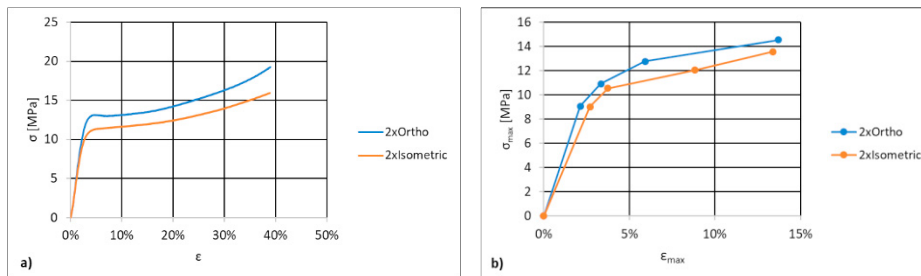 25
20
15
10
5
0
σ [MPa]
0% 10% 20% 30% 40% 50%
ε
2xOrtho
2xIsometric
a)
16
14
12
10
8
6
4
2
0
σmax [MPa]
0% 5% 10% 15%
εmax
2xOrtho
2xIsometric
b)